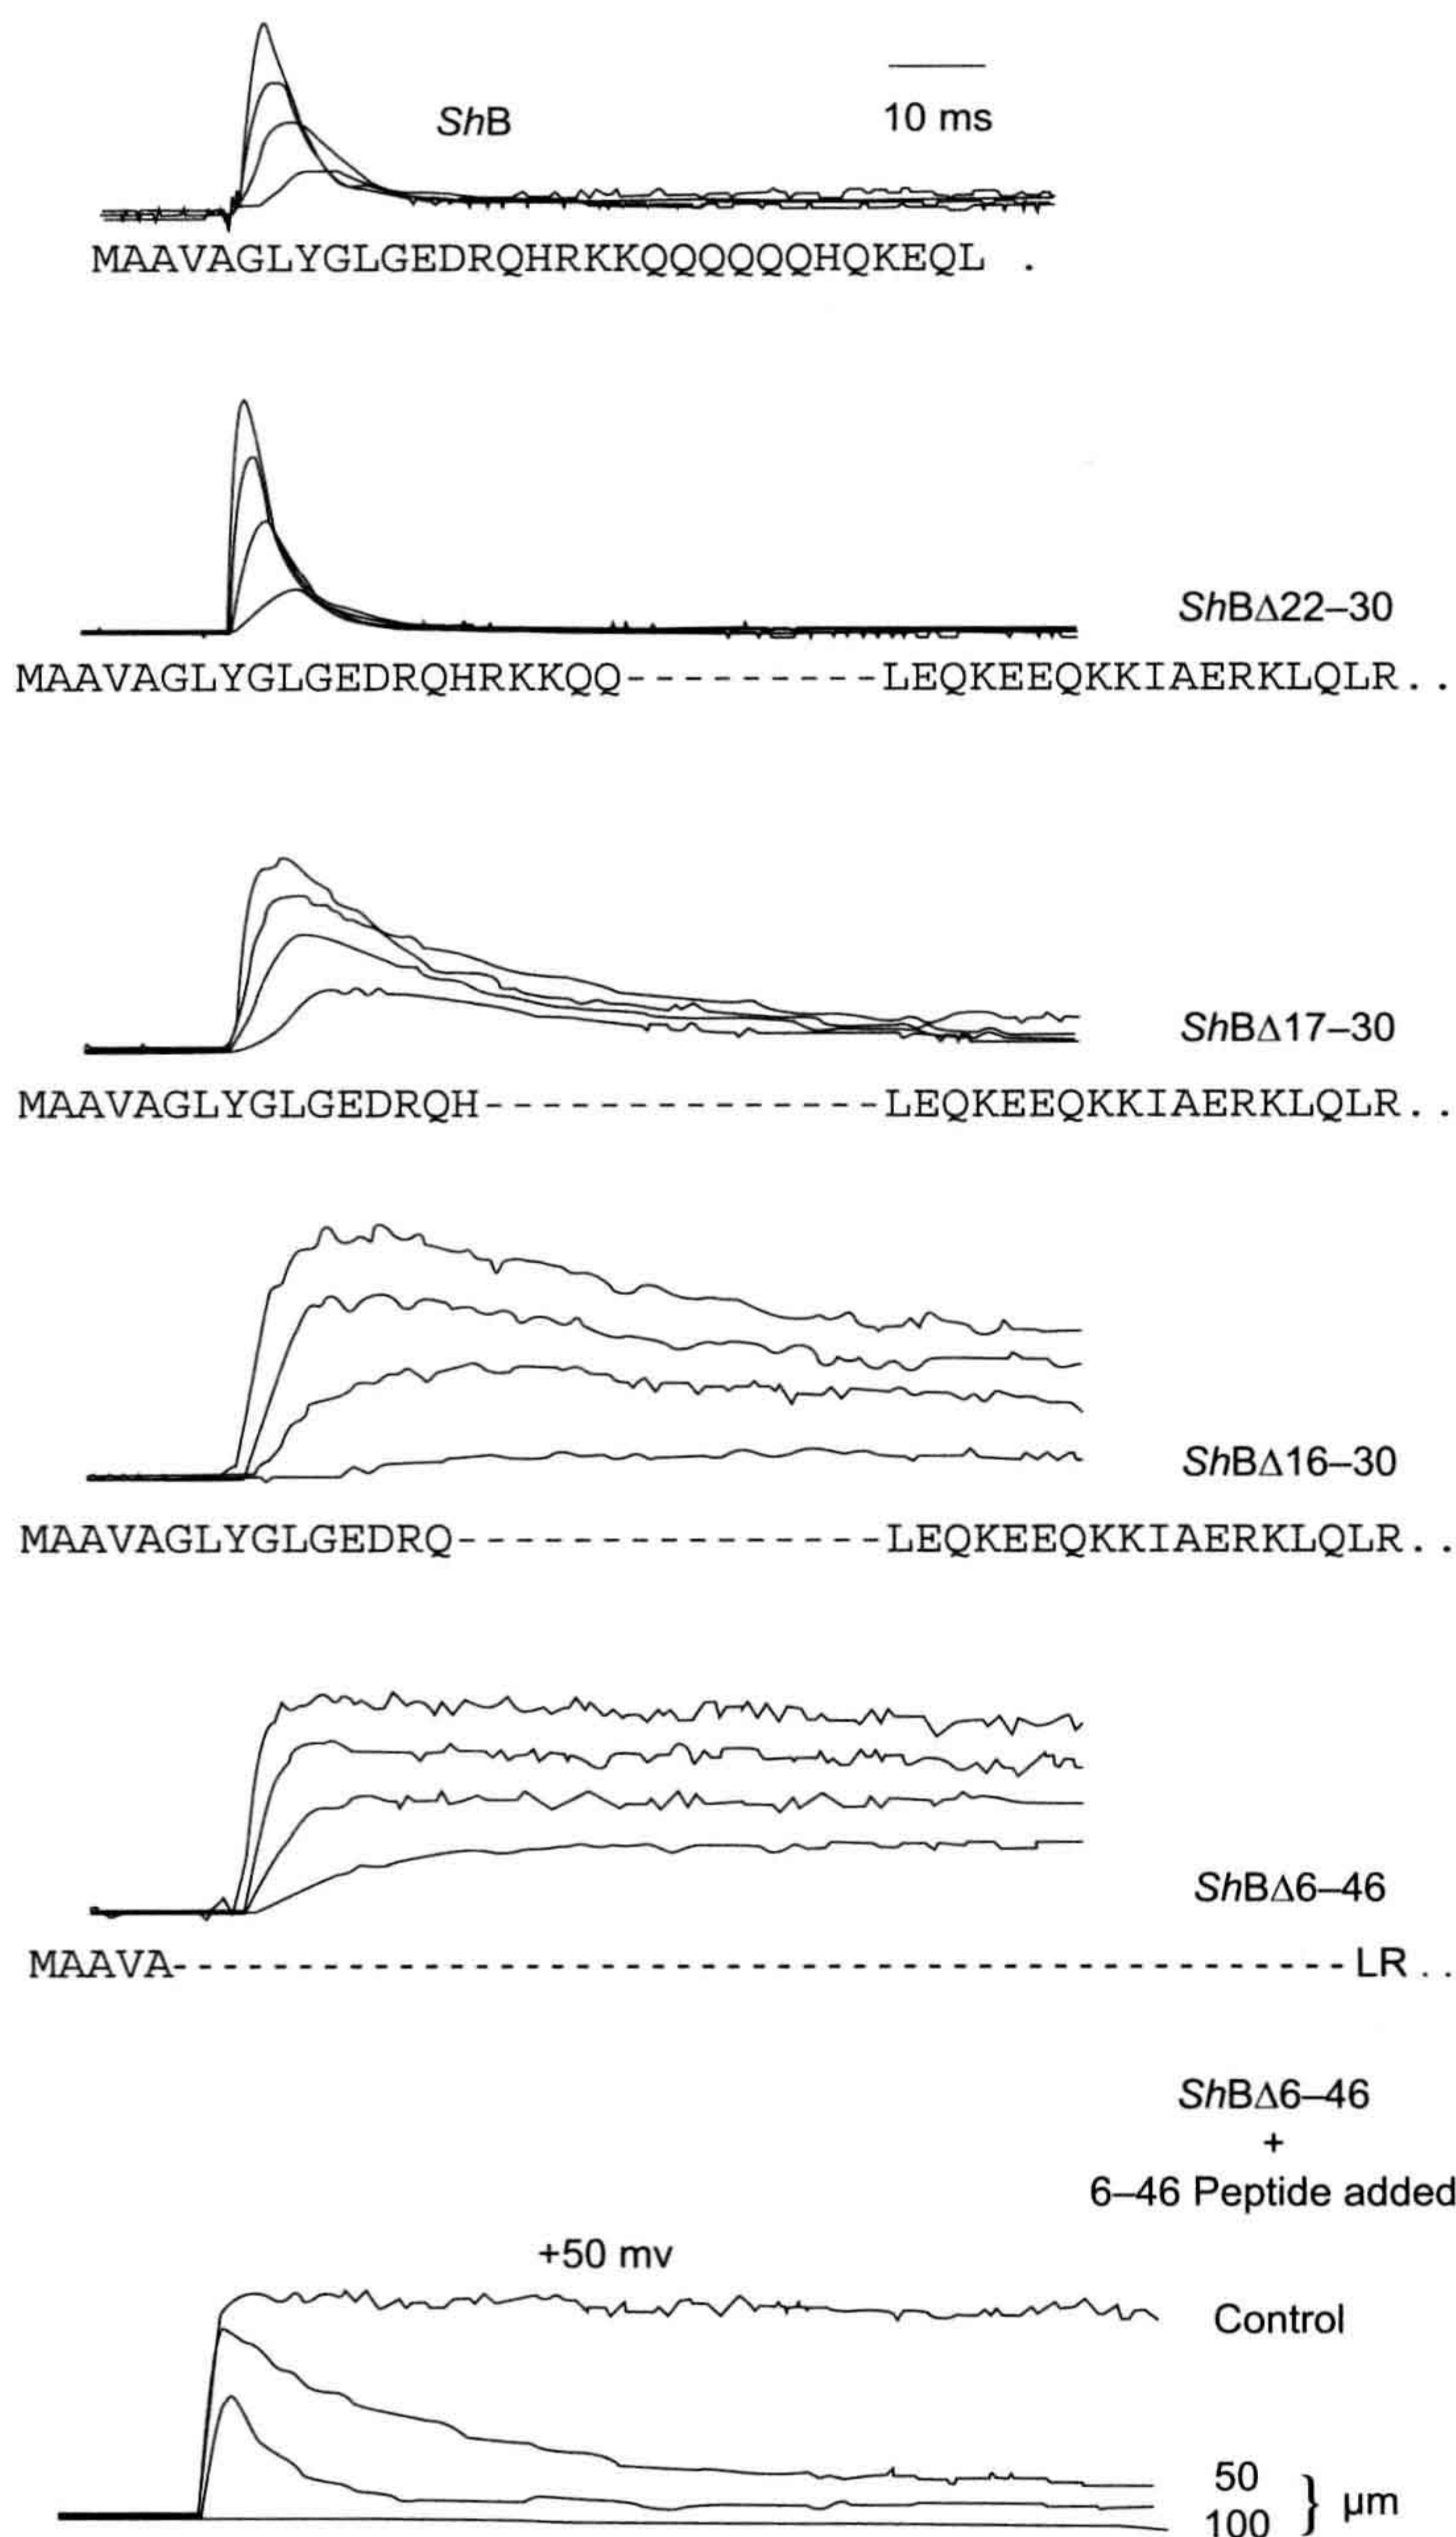 ShB
10 ms
MAAVAGLYGLGEDRQHRKKQQQQQQHQKEQL .
ShBΔ22–30
MAAVAGLYGLGEDRQHRKKQQ---------LEQKEEQKKIAERKLQLR..
ShBΔ17–30
MAAVAGLYGLGEDRQH--------------LEQKEEQKKIAERKLQLR..
ShBΔ16–30
MAAVAGLYGLGEDRQ---------------LEQKEEQKKIAERKLQLR..
ShBΔ6–46
MAAVA-----------------------------------------LR..
ShBΔ6–46
+
6–46 Peptide added
+50 mv
Control
50
100 } µm